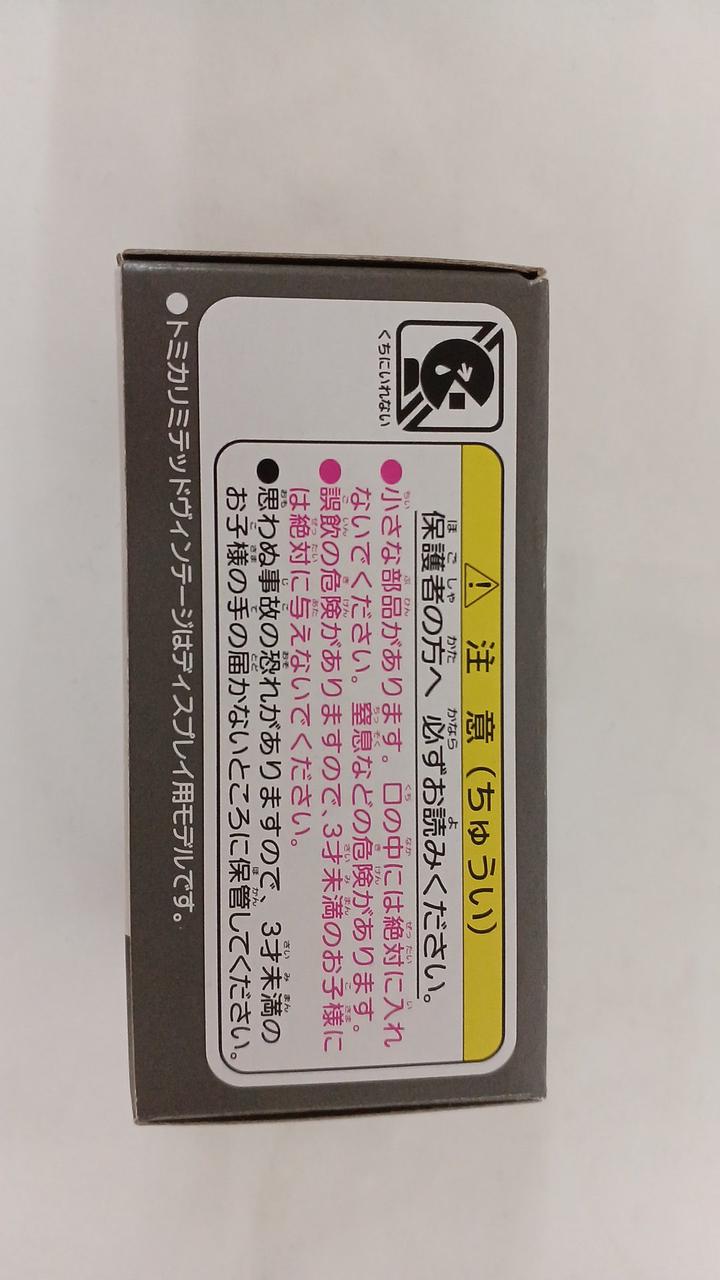 くちにいれない
⚠ 注意(ちゅうい)
保護者の方へ 必ずお読みください。
●小さな部品があります。口の中には絶対に入れ
ないでください。窒息などの危険があります。
●誤飲の危険がありますので、3才未満のお子様に
は絶対に与えないでください。
●思わぬ事故の恐れがありますので、3才未満の
お子様の手の届かないところに保管してください。
●トミカリミテッドヴィンテージはディスプレイ用モデルです。